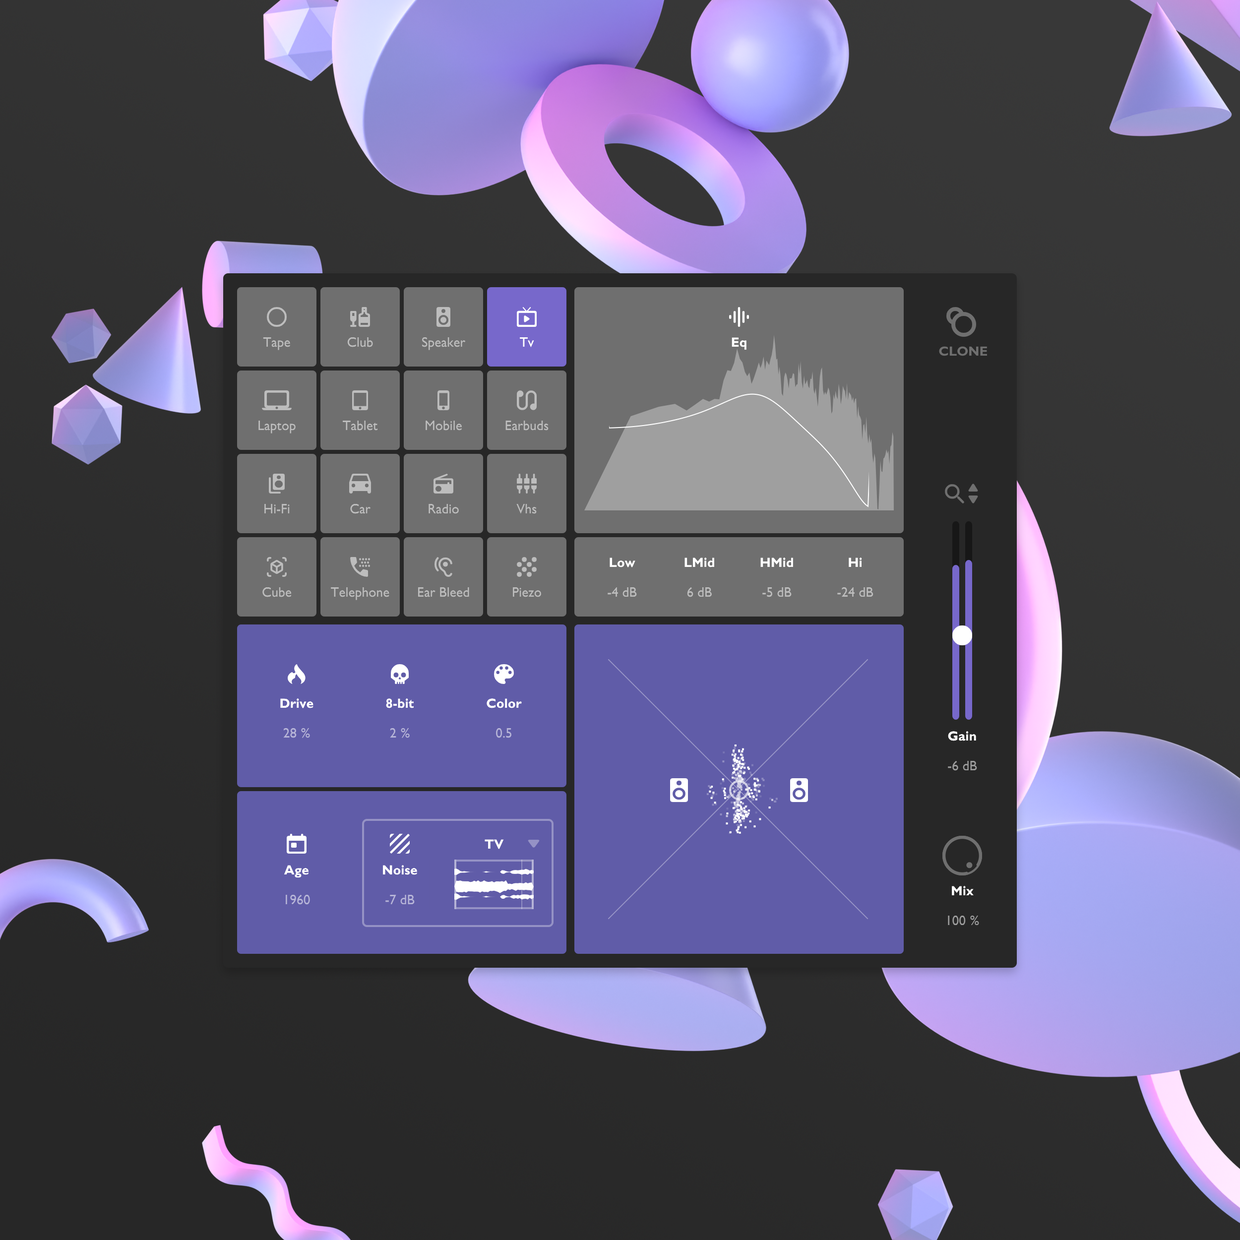 Tape Club Speaker Tv
Laptop Tablet Mobile Earbuds
Hi-Fi Car Radio Vhs
Cube Telephone Ear Bleed Piezo
Eq
Low LMid HMid Hi
-4 dB 6 dB -5 dB -24 dB
CLONE
Drive 8-bit Color
28 % 2 % 0.5
Age Noise TV
1960 -7 dB
Gain
-6 dB
Mix
100 %